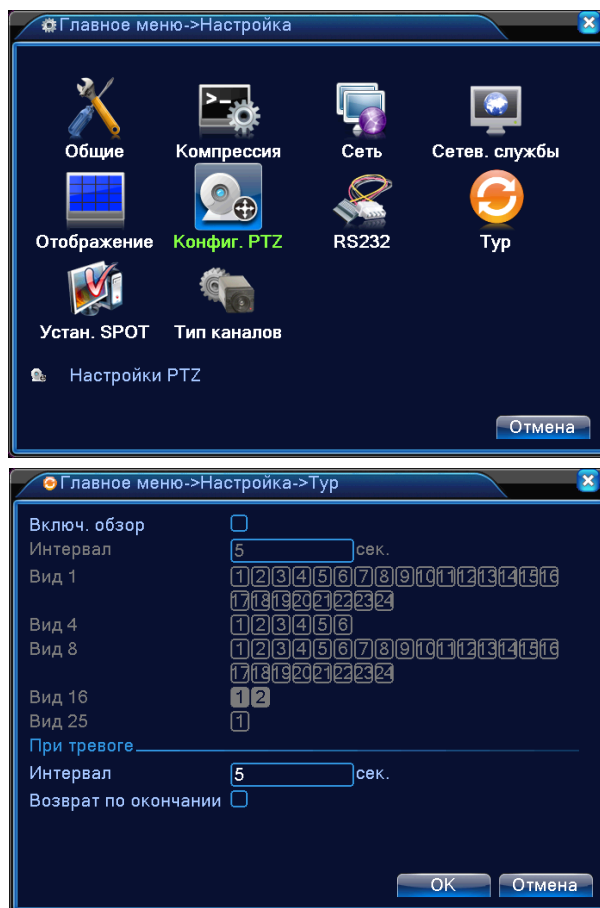 Главное меню->Настройка
Общие Компрессия Сеть Сетев. службы
Отображение Конфиг. PTZ RS232 Тур
Устан. SPOT Тип каналов
Настройки PTZ
Отмена
Главное меню->Настройка->Тур
Включ. обзор
Интервал 5 сек.
Вид 1 1 2 3 4 5 6 7 8 9 10 11 12 13 14 15 16
17 18 19 20 21 22 23 24
Вид 4 1 2 3 4 5 6
Вид 8 1 2 3 4 5 6 7 8 9 10 11 12 13 14 15 16
17 18 19 20 21 22 23 24
Вид 16 1 2
Вид 25 1
При тревоге
Интервал 5 сек.
Возврат по окончании
OK Отмена